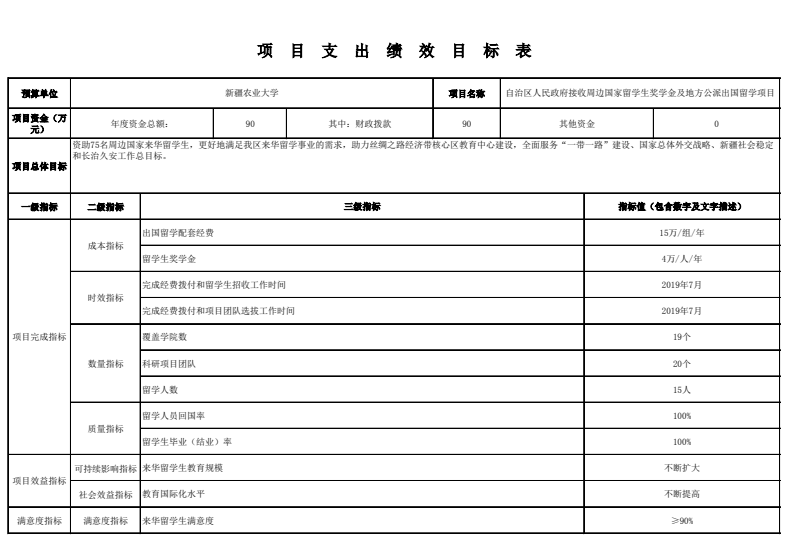 项 目 支 出 绩 效 目 标 表
预算单位 新疆农业大学 项目名称 自治区人民政府接收周边国家留学生奖学金及地方公派出国留学项目
项目资金（万
元） 年度资金总额: 90 其中: 财政拨款 90 其他资金 0
项目总体目标 资助75名周边国家来华留学生，更好地满足我区来华留学事业的需求，助力丝绸之路经济带核心区教育中心建设，全面服务“一带一路”建设、国家总体外交战略、新疆社会稳定
和长治久安工作总目标。
一级指标 二级指标 三级指标 指标值（包含数字及文字描述）
项目完成指标 成本指标 出国留学配套经费 15万/组/年
留学生奖学金 4万/人/年
时效指标 完成经费拨付和留学生招收工作时间 2019年7月
完成经费拨付和项目团队选拔工作时间 2019年7月
数量指标 覆盖学院数 19个
科研项目团队 20个
留学人数 15人
质量指标 留学人员回国率 100%
留学生毕业（结业）率 100%
项目效益指标 可持续影响指标 来华留学生教育规模 不断扩大
社会效益指标 教育国际化水平 不断提高
满意度指标 满意度指标 来华留学生满意度 ≥90%